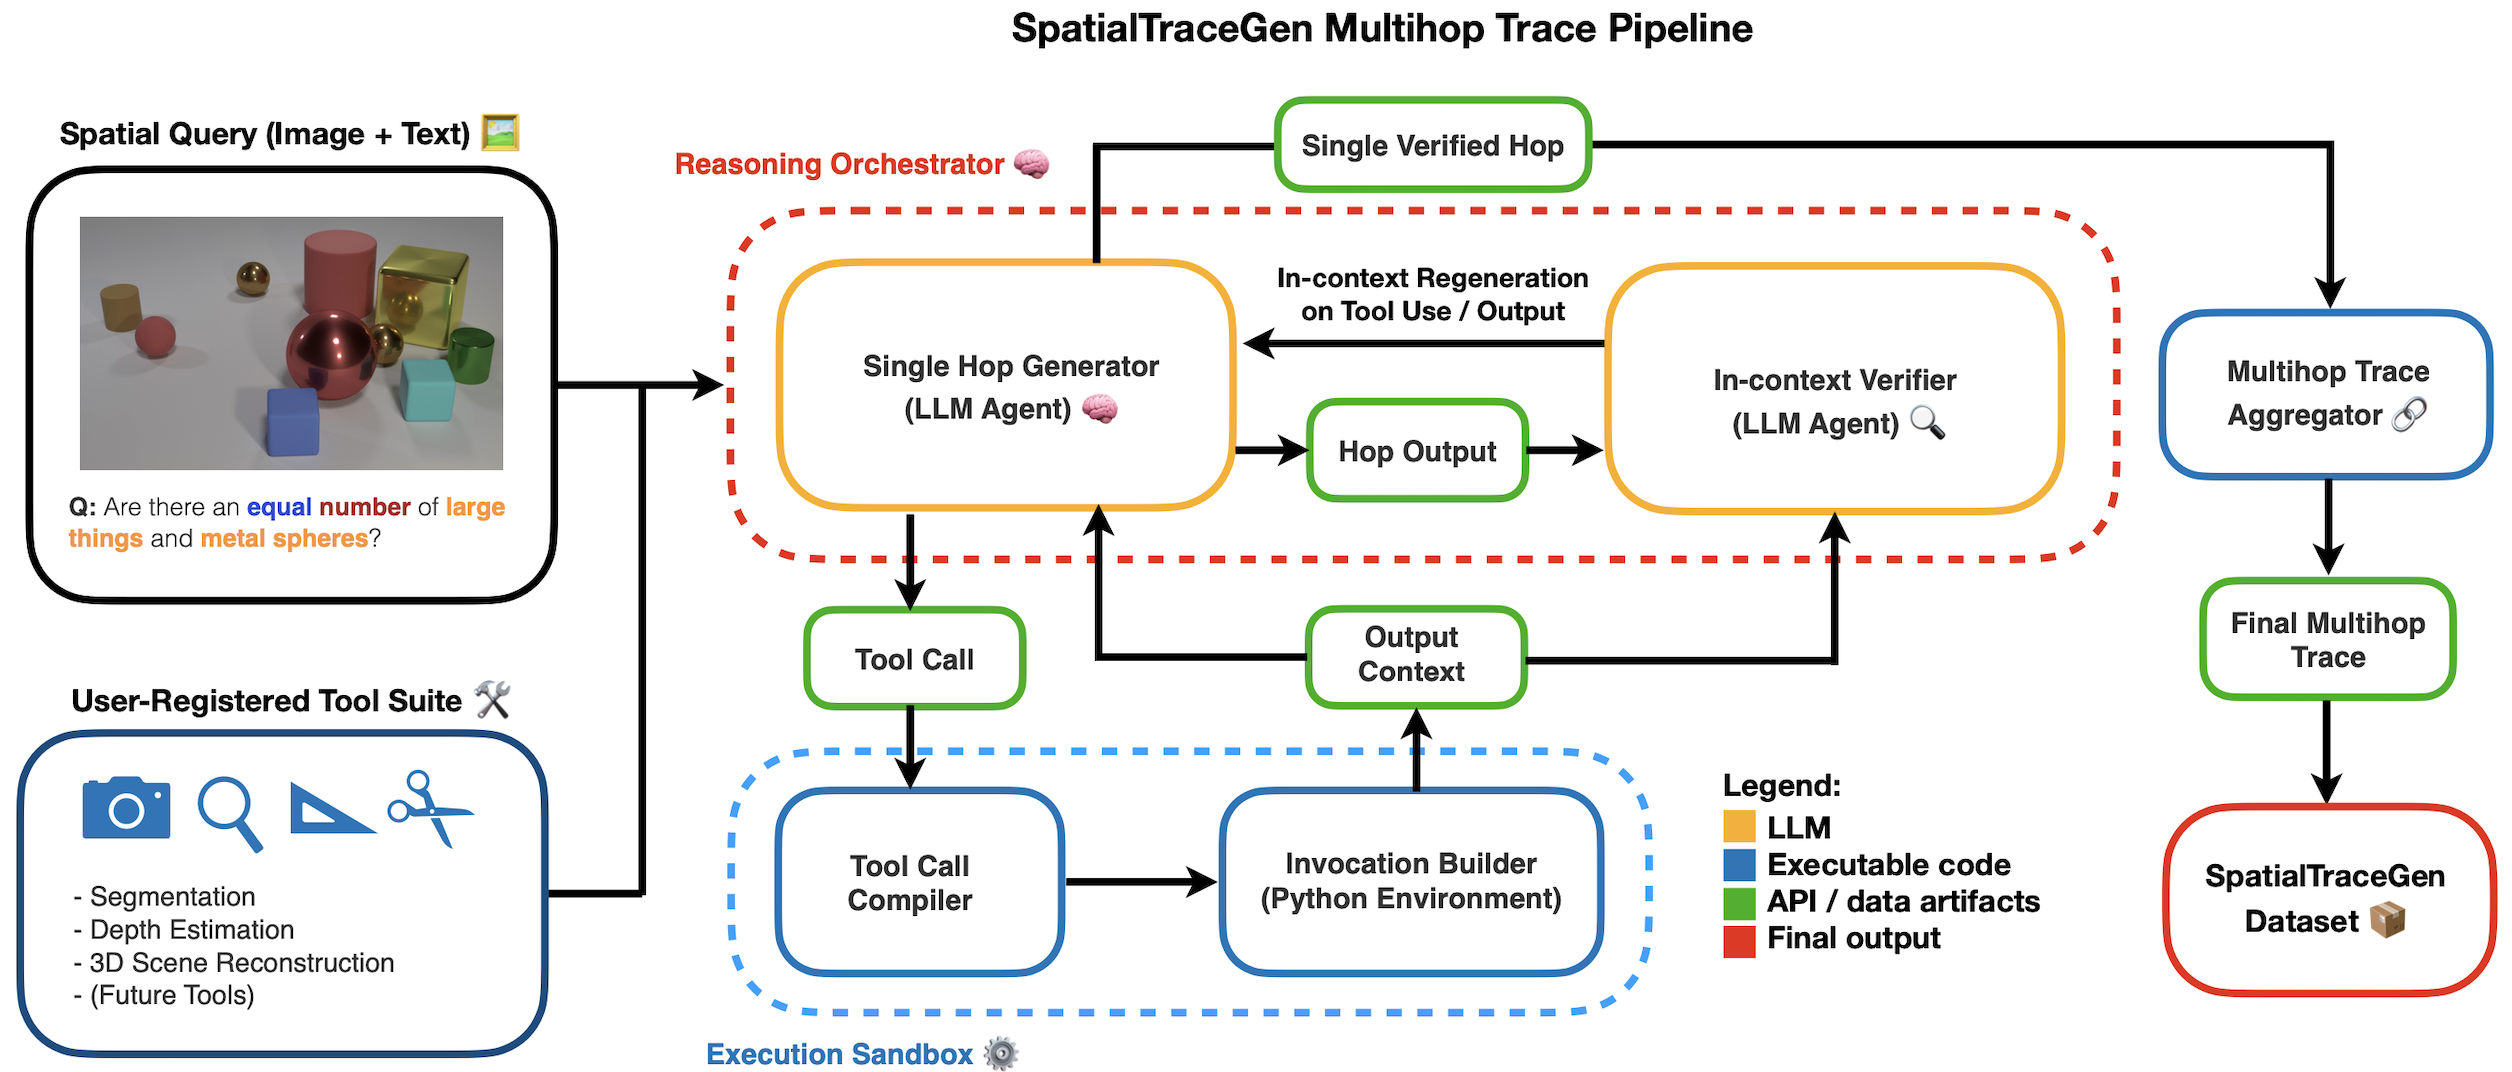 SpatialTraceGen Multihop Trace Pipeline
Spatial Query (Image + Text)
Q: Are there an equal number of large
things and metal spheres?
User-Registered Tool Suite
- Segmentation
- Depth Estimation
- 3D Scene Reconstruction
- (Future Tools)
Reasoning Orchestrator
Single Verified Hop
Single Hop Generator
(LLM Agent)
In-context Regeneration
on Tool Use / Output
Hop Output
In-context Verifier
(LLM Agent)
Tool Call
Output
Context
Tool Call
Compiler
Invocation Builder
(Python Environment)
Execution Sandbox
Multihop Trace
Aggregator
Final Multihop
Trace
SpatialTraceGen
Dataset
Legend:
LLM
Executable code
API / data artifacts
Final output